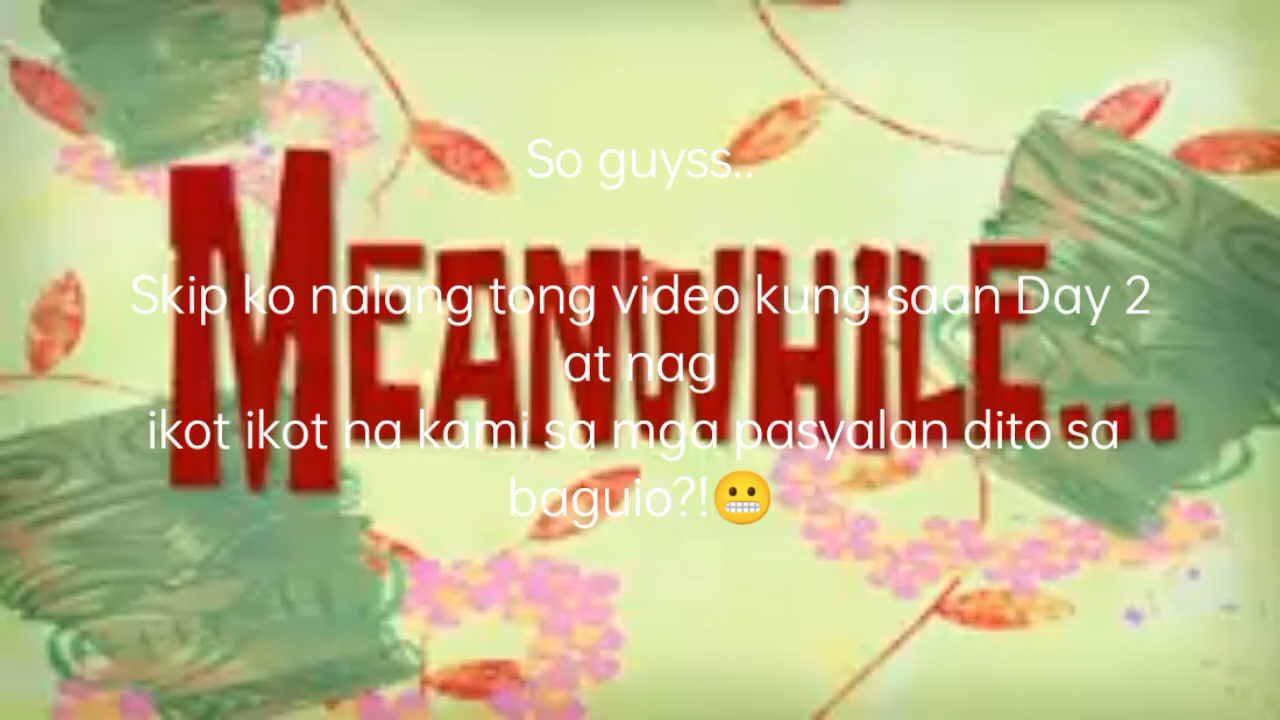 So guyss..
MEANWHiLE...
Skip ko nalang tong video kung saan Day 2
at nag
ikot ikot na kami sa mga pasyalan dito sa
baguio?!😬